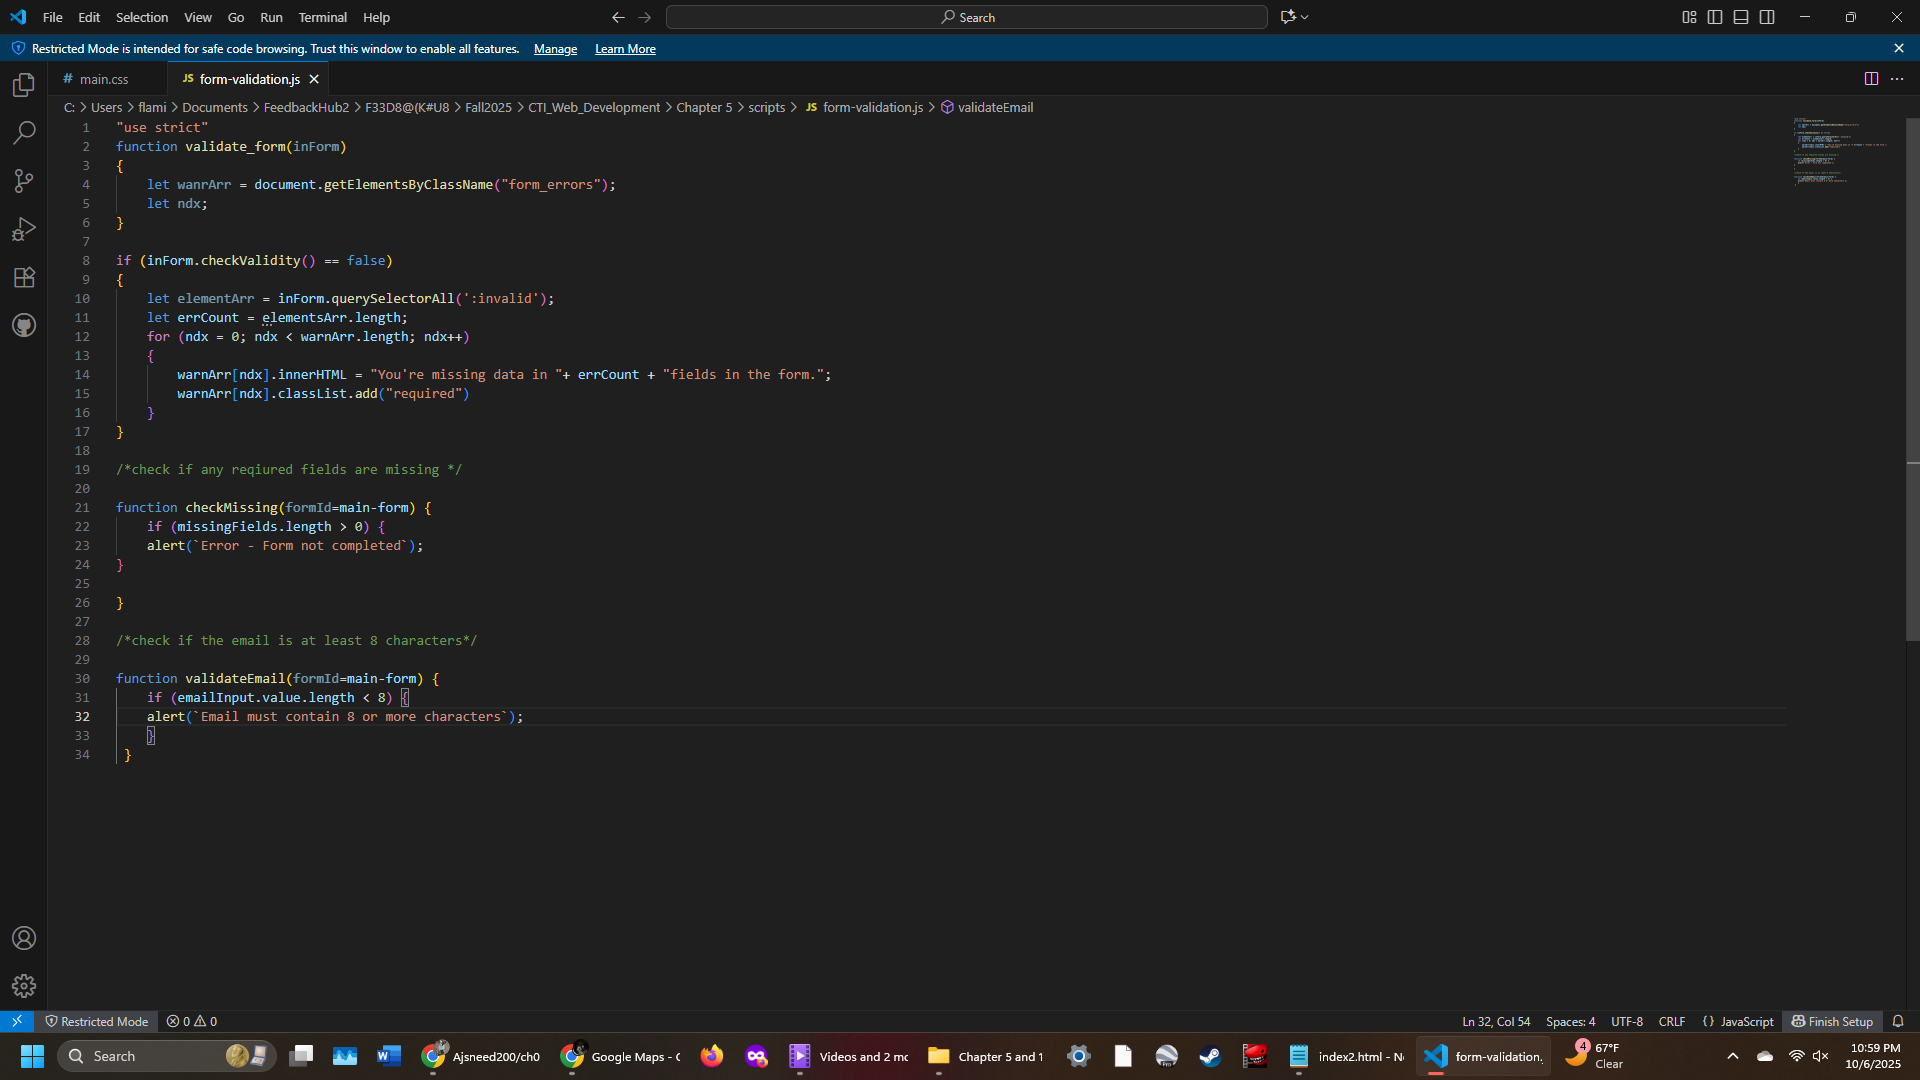 File Edit Selection View Go Run Terminal Help
Search
Restricted Mode is intended for safe code browsing. Trust this window to enable all features. Manage Learn More
# main.css
JS form-validation.js
C: > Users > flami > Documents > FeedbackHub2 > F33D8@(K#U8 > Fall2025 > CTI_Web_Development > Chapter 5 > scripts > JS form-validation.js > validateEmail
1 "use strict"
2 function validate_form(inForm)
3 {
4 let wanrArr = document.getElementsByClassName("form_errors");
5 let ndx;
6 }
7
8 if (inForm.checkValidity() == false)
9 {
10 let elementArr = inForm.querySelectorAll(':invalid');
11 let errCount = elementsArr.length;
12 for (ndx = 0; ndx < warnArr.length; ndx++)
13 {
14 warnArr[ndx].innerHTML = "You're missing data in "+ errCount + "fields in the form.";
15 warnArr[ndx].classList.add("required")
16 }
17 }
18
19 /*check if any reqiured fields are missing */
20
21 function checkMissing(formId=main-form) {
22 if (missingFields.length > 0) {
23 alert(`Error - Form not completed`);
24 }
25
26 }
27
28 /*check if the email is at least 8 characters*/
29
30 function validateEmail(formId=main-form) {
31 if (emailInput.value.length < 8) {
32 alert(`Email must contain 8 or more characters`);
33 }
34 }
Restricted Mode 0 0
Ln 32, Col 54 Spaces: 4 UTF-8 CRLF {} JavaScript Finish Setup
Search
Ajsneed200/ch0
Google Maps - G
Videos and 2 mo
Chapter 5 and 1
index2.html - No
form-validation.
4
67°F
Clear
10:59 PM
10/6/2025